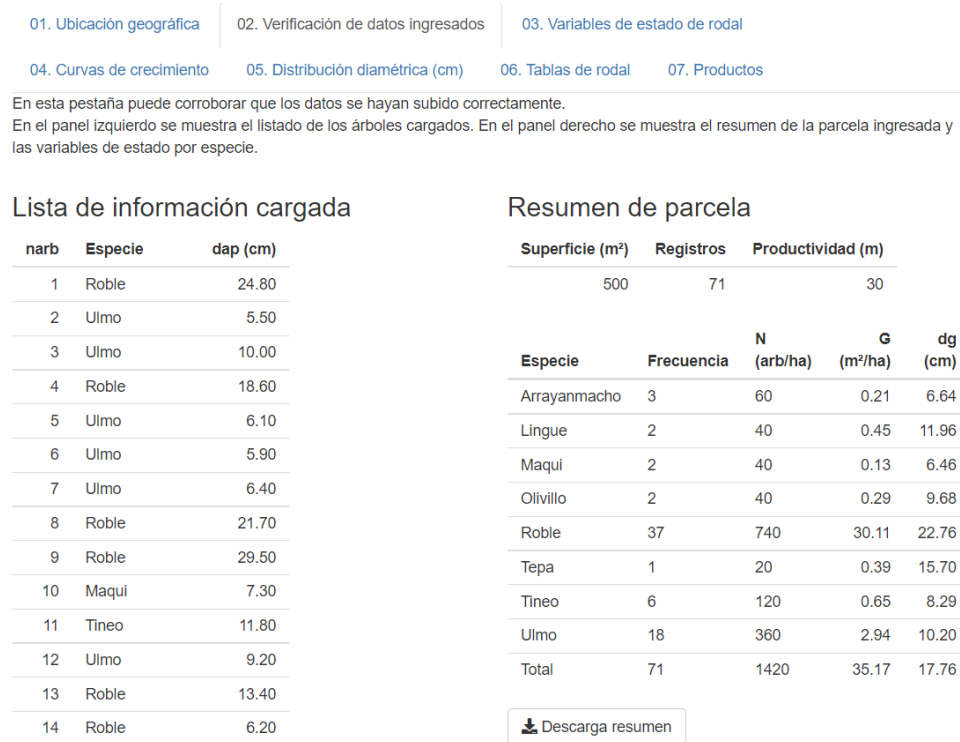 01. Ubicación geográfica 02. Verificación de datos ingresados 03. Variables de estado de rodal
04. Curvas de crecimiento 05. Distribución diamétrica (cm) 06. Tablas de rodal 07. Productos
En esta pestaña puede corroborar que los datos se hayan subido correctamente.
En el panel izquierdo se muestra el listado de los árboles cargados. En el panel derecho se muestra el resumen de la parcela ingresada y
las variables de estado por especie.
Lista de información cargada
narb Especie dap (cm)
1 Roble 24.80
2 Ulmo 5.50
3 Ulmo 10.00
4 Roble 18.60
5 Ulmo 6.10
6 Ulmo 5.90
7 Ulmo 6.40
8 Roble 21.70
9 Roble 29.50
10 Maqui 7.30
11 Tineo 11.80
12 Ulmo 9.20
13 Roble 13.40
14 Roble 6.20
Resumen de parcela
Superficie (m²) Registros Productividad (m)
500 71 30
N G dg
Especie Frecuencia (arb/ha) (m²/ha) (cm)
Arrayanmacho 3 60 0.21 6.64
Lingue 2 40 0.45 11.96
Maqui 2 40 0.13 6.46
Olivillo 2 40 0.29 9.68
Roble 37 740 30.11 22.76
Tepa 1 20 0.39 15.70
Tineo 6 120 0.65 8.29
Ulmo 18 360 2.94 10.20
Total 71 1420 35.17 17.76
Descarga resumen